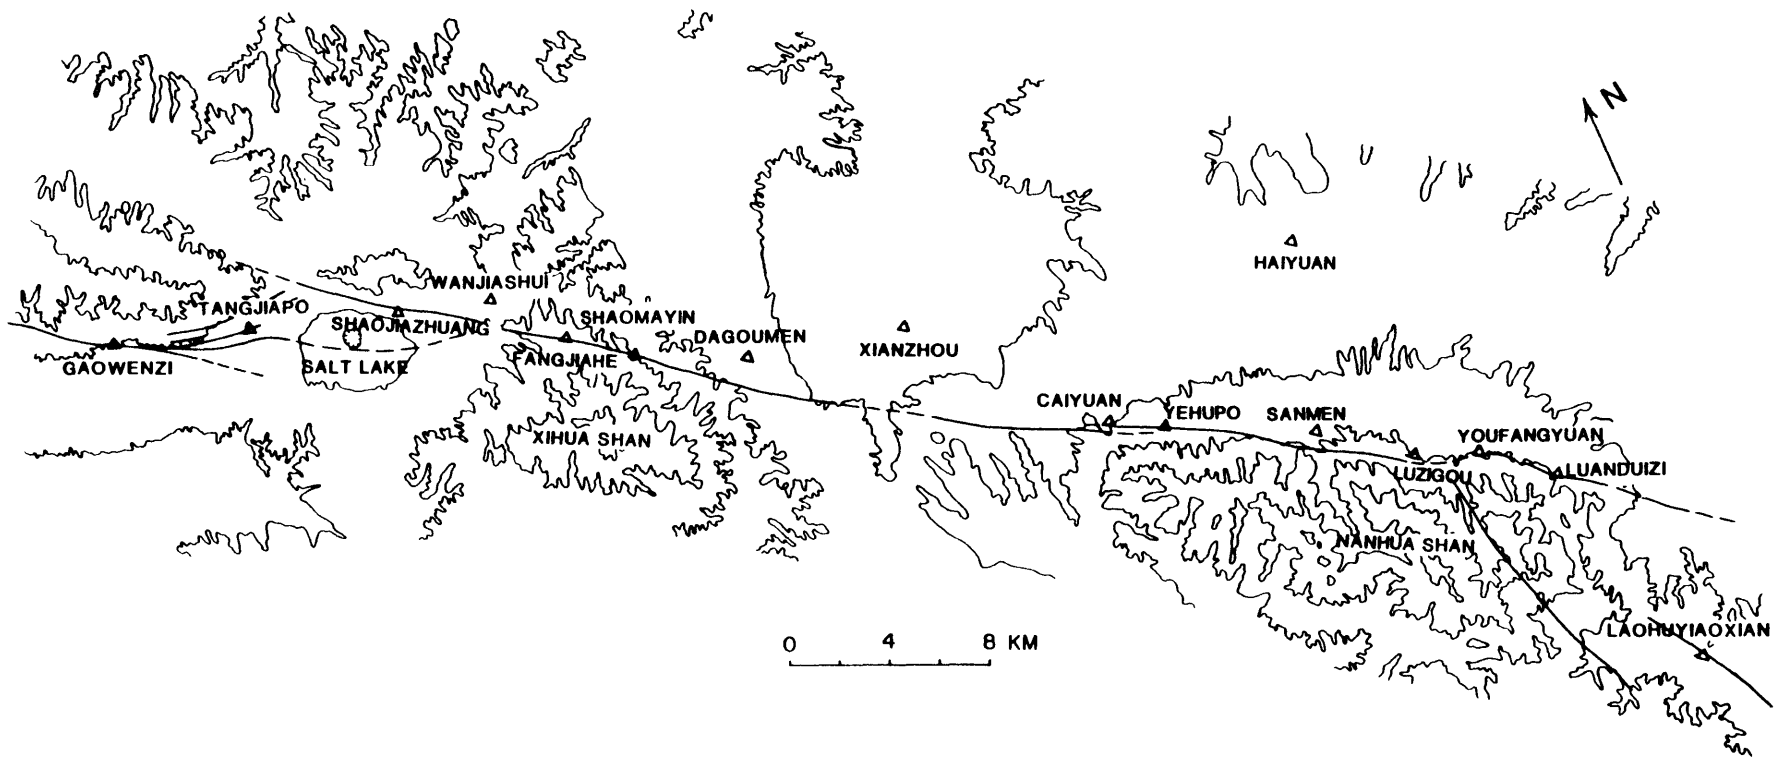 N
HAIYUAN
WANJIASHUI
TANGJIAPO
SHAOMAYIN
SHAOJIAZHUANG
DAGOUMEN
XIANZHOU
GAOWENZI
SALT LAKE
FANGJIAHE
CAIYUAN
YEHUPO
SANMEN
XIHUA SHAN
YOUFANGYUAN
LUZIGOU
LUANDUIZI
NANHUA SHAN
LAOHUYIAOXIAN
0 4 8 KM